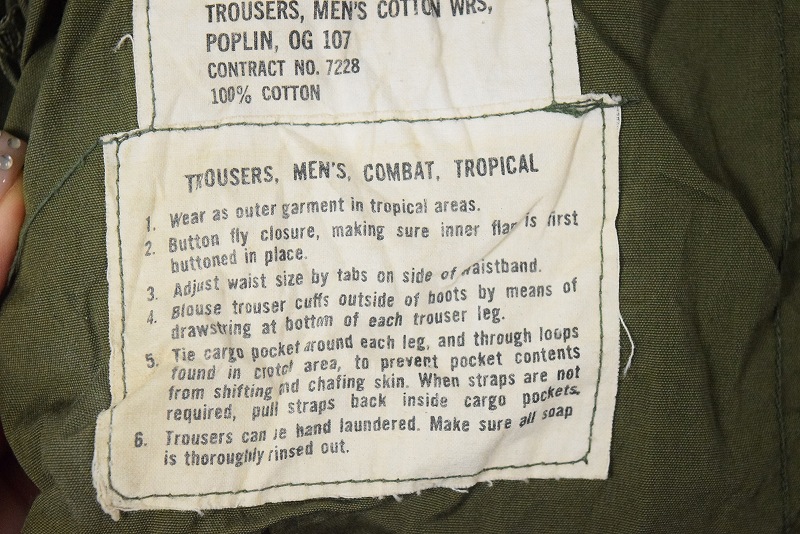 TROUSERS, MEN'S COTTON WRS,
POPLIN, OG 107
CONTRACT NO. 7228
100% COTTON
TROUSERS, MEN'S, COMBAT, TROPICAL
1. Wear as outer garment in tropical areas.
2. Button fly closure, making sure inner flap is first
buttoned in place.
3. Adjust waist size by tabs on side of waistband.
4. Blouse trouser cuffs outside of boots by means of
drawstring at bottom of each trouser leg.
5. Tie cargo pocket around each leg, and through loops
found in crotch area, to prevent pocket contents
from shifting and chafing skin. When straps are not
required, pull straps back inside cargo pockets.
6. Trousers can be hand laundered. Make sure all soap
is thoroughly rinsed out.